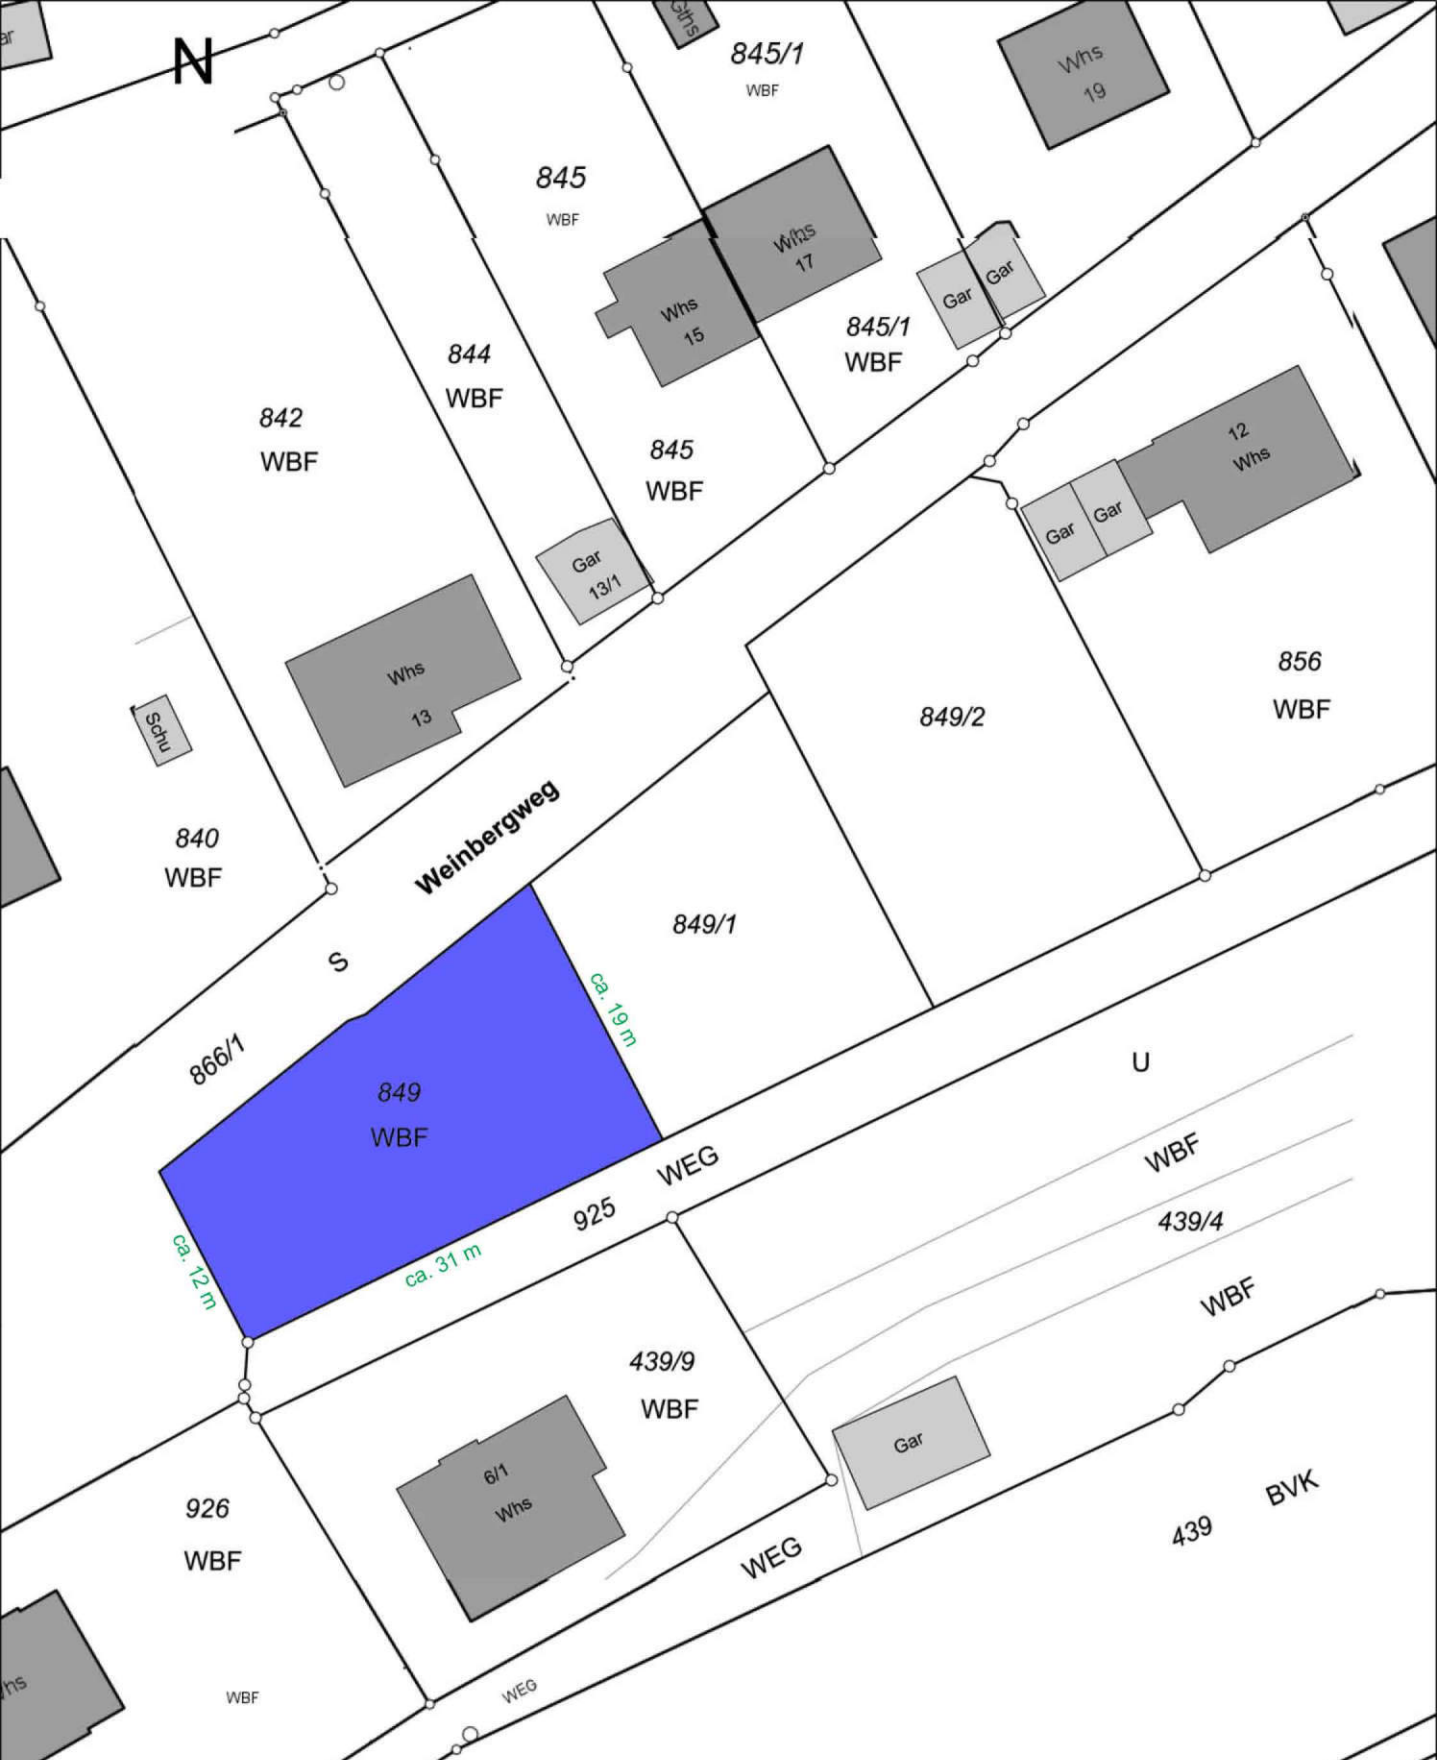 N
Gths
845/1
WBF
Whs
19
845
WBF
Whs
17
Gar
Gar
Whs
15
845/1
WBF
844
WBF
842
WBF
845
WBF
12
Whs
Gar
Gar
Gar
13/1
Whs
13
856
WBF
849/2
Schu
840
WBF
Weinbergweg
849/1
S
ca. 19 m
866/1
849
WBF
U
WEG
WBF
925
439/4
ca. 12 m
ca. 31 m
WBF
439/9
WBF
Gar
6/1
Whs
926
WBF
BVK
439
WEG
WBF
WEG